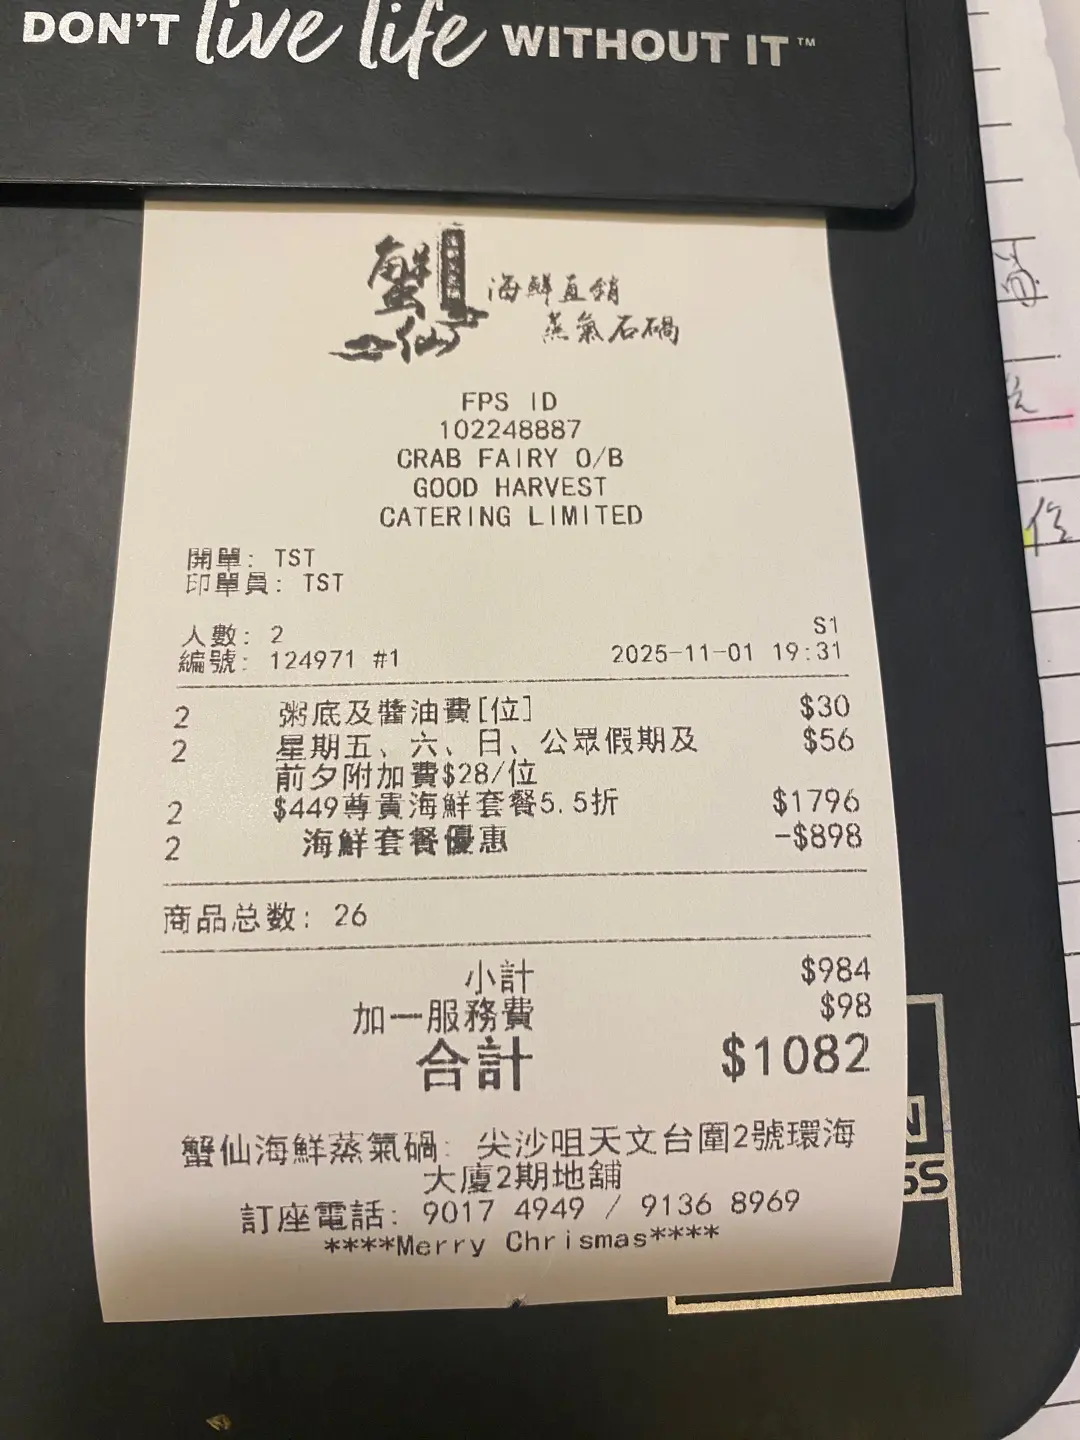 DON'T live life WITHOUT IT™
蟹仙
海鮮直銷
蒸氣石鍋
FPS ID
102248887
CRAB FAIRY O/B
GOOD HARVEST
CATERING LIMITED
開單: TST
印單員: TST
人數: 2 S1
編號: 124971 #1 2025-11-01 19:31
2 粥底及醬油費[位] $30
2 星期五、六、日、公眾假期及 $56
前夕附加費$28/位
2 $449尊貴海鮮套餐5.5折 $1796
2 海鮮套餐優惠 -$898
商品总数: 26
小計 $984
加一服務費 $98
合計 $1082
蟹仙海鮮蒸氣鍋: 尖沙咀天文台圍2號環海
大廈2期地舖
訂座電話: 9017 4949 / 9136 8969
****Merry Chrismas****